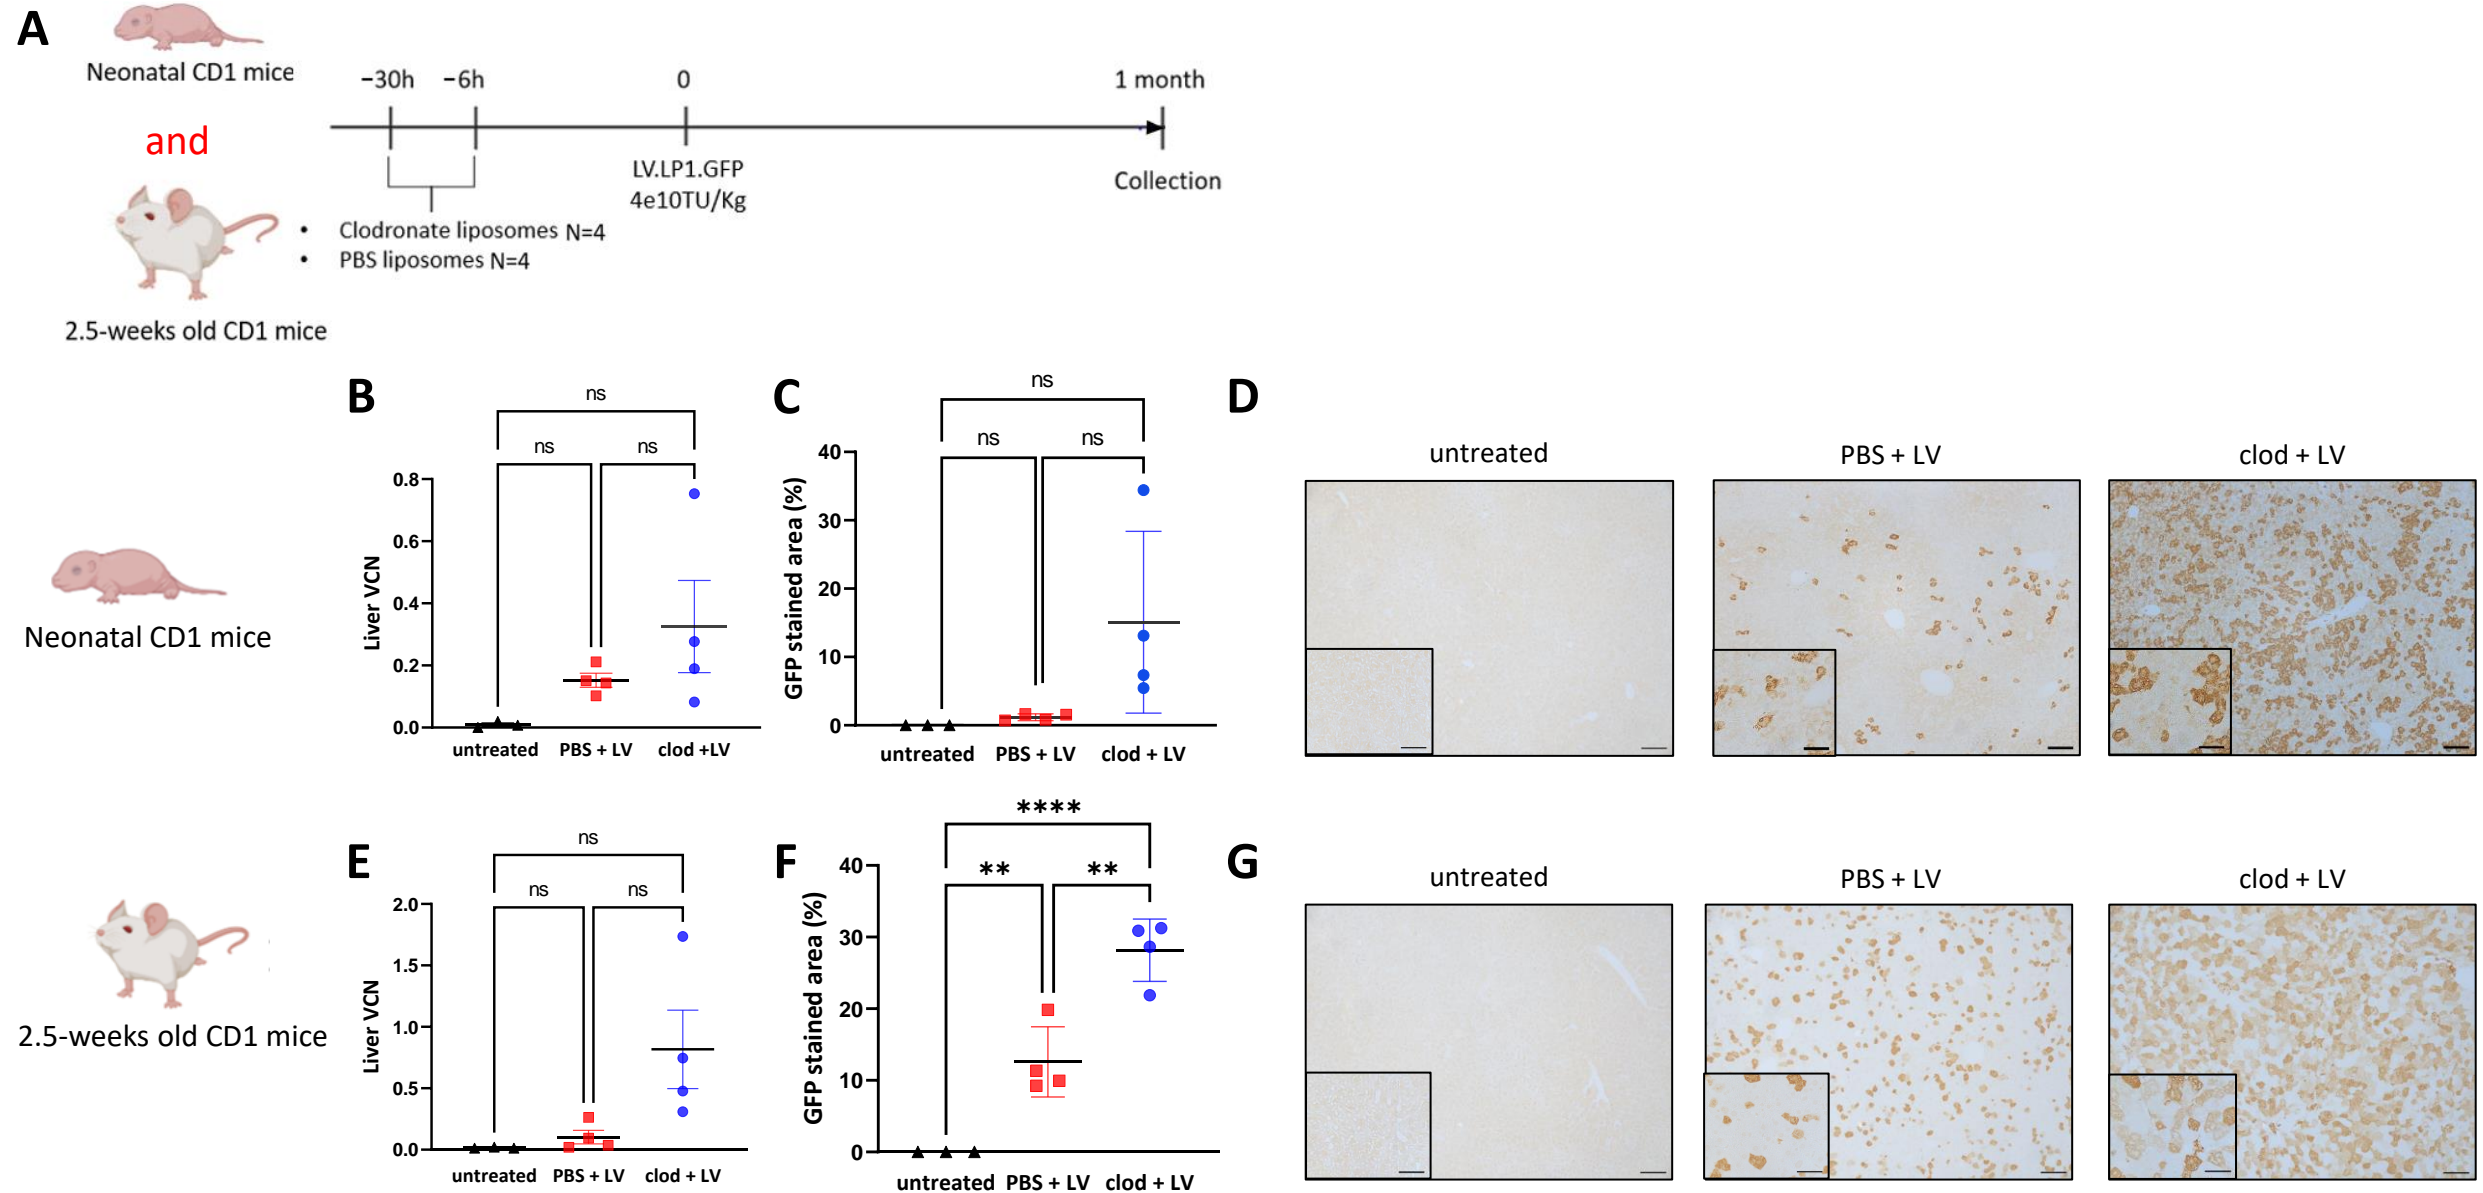 A
Neonatal CD1 mice
and
2.5-weeks old CD1 mice
−30h −6h 0 1 month
LV.LP1.GFP
4e10TU/Kg
Collection
• Clodronate liposomes N=4
• PBS liposomes N=4
Neonatal CD1 mice
B
ns
ns ns
Liver VCN
0.8
0.6
0.4
0.2
0.0
untreated PBS + LV clod +LV
C
ns
ns ns
GFP stained area (%)
40
30
20
10
0
untreated PBS + LV clod + LV
D
untreated PBS + LV clod + LV
2.5-weeks old CD1 mice
E
ns
ns ns
Liver VCN
2.0
1.5
1.0
0.5
0.0
untreated PBS + LV clod + LV
F
****
** **
GFP stained area (%)
40
30
20
10
0
untreated PBS + LV clod + LV
G
untreated PBS + LV clod + LV